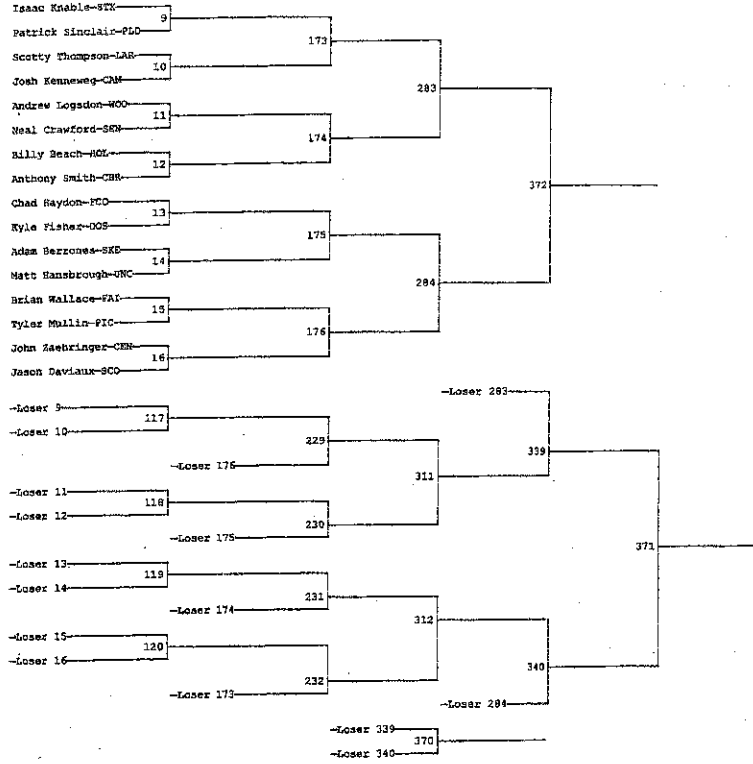 Isaac Knable-STX
9
Patrick Sinclair-PLD
173
Scotty Thompson-LAR
10
Josh Kenneweg-CAM
283
Andrew Logsdon-WOO
11
Neal Crawford-SEN
174
Billy Beach-HOL
12
Anthony Smith-CHR
372
Chad Haydon-FCO
13
Kyle Fisher-DOS
175
Adam Berrones-SKE
14
Matt Hansbrough-UNC
284
Brian Wallace-FAI
15
Tyler Mullin-PIC
176
John Zaehringer-CEN
16
Jason Daviaux-SCO
-Loser 283
-Loser 9
117
-Loser 10
229
339
-Loser 176
311
-Loser 11
118
-Loser 12
230
-Loser 175
371
-Loser 13
119
-Loser 14
231
-Loser 174
312
-Loser 15
120
-Loser 16
340
232
-Loser 173
-Loser 284
-Loser 339
370
-Loser 340